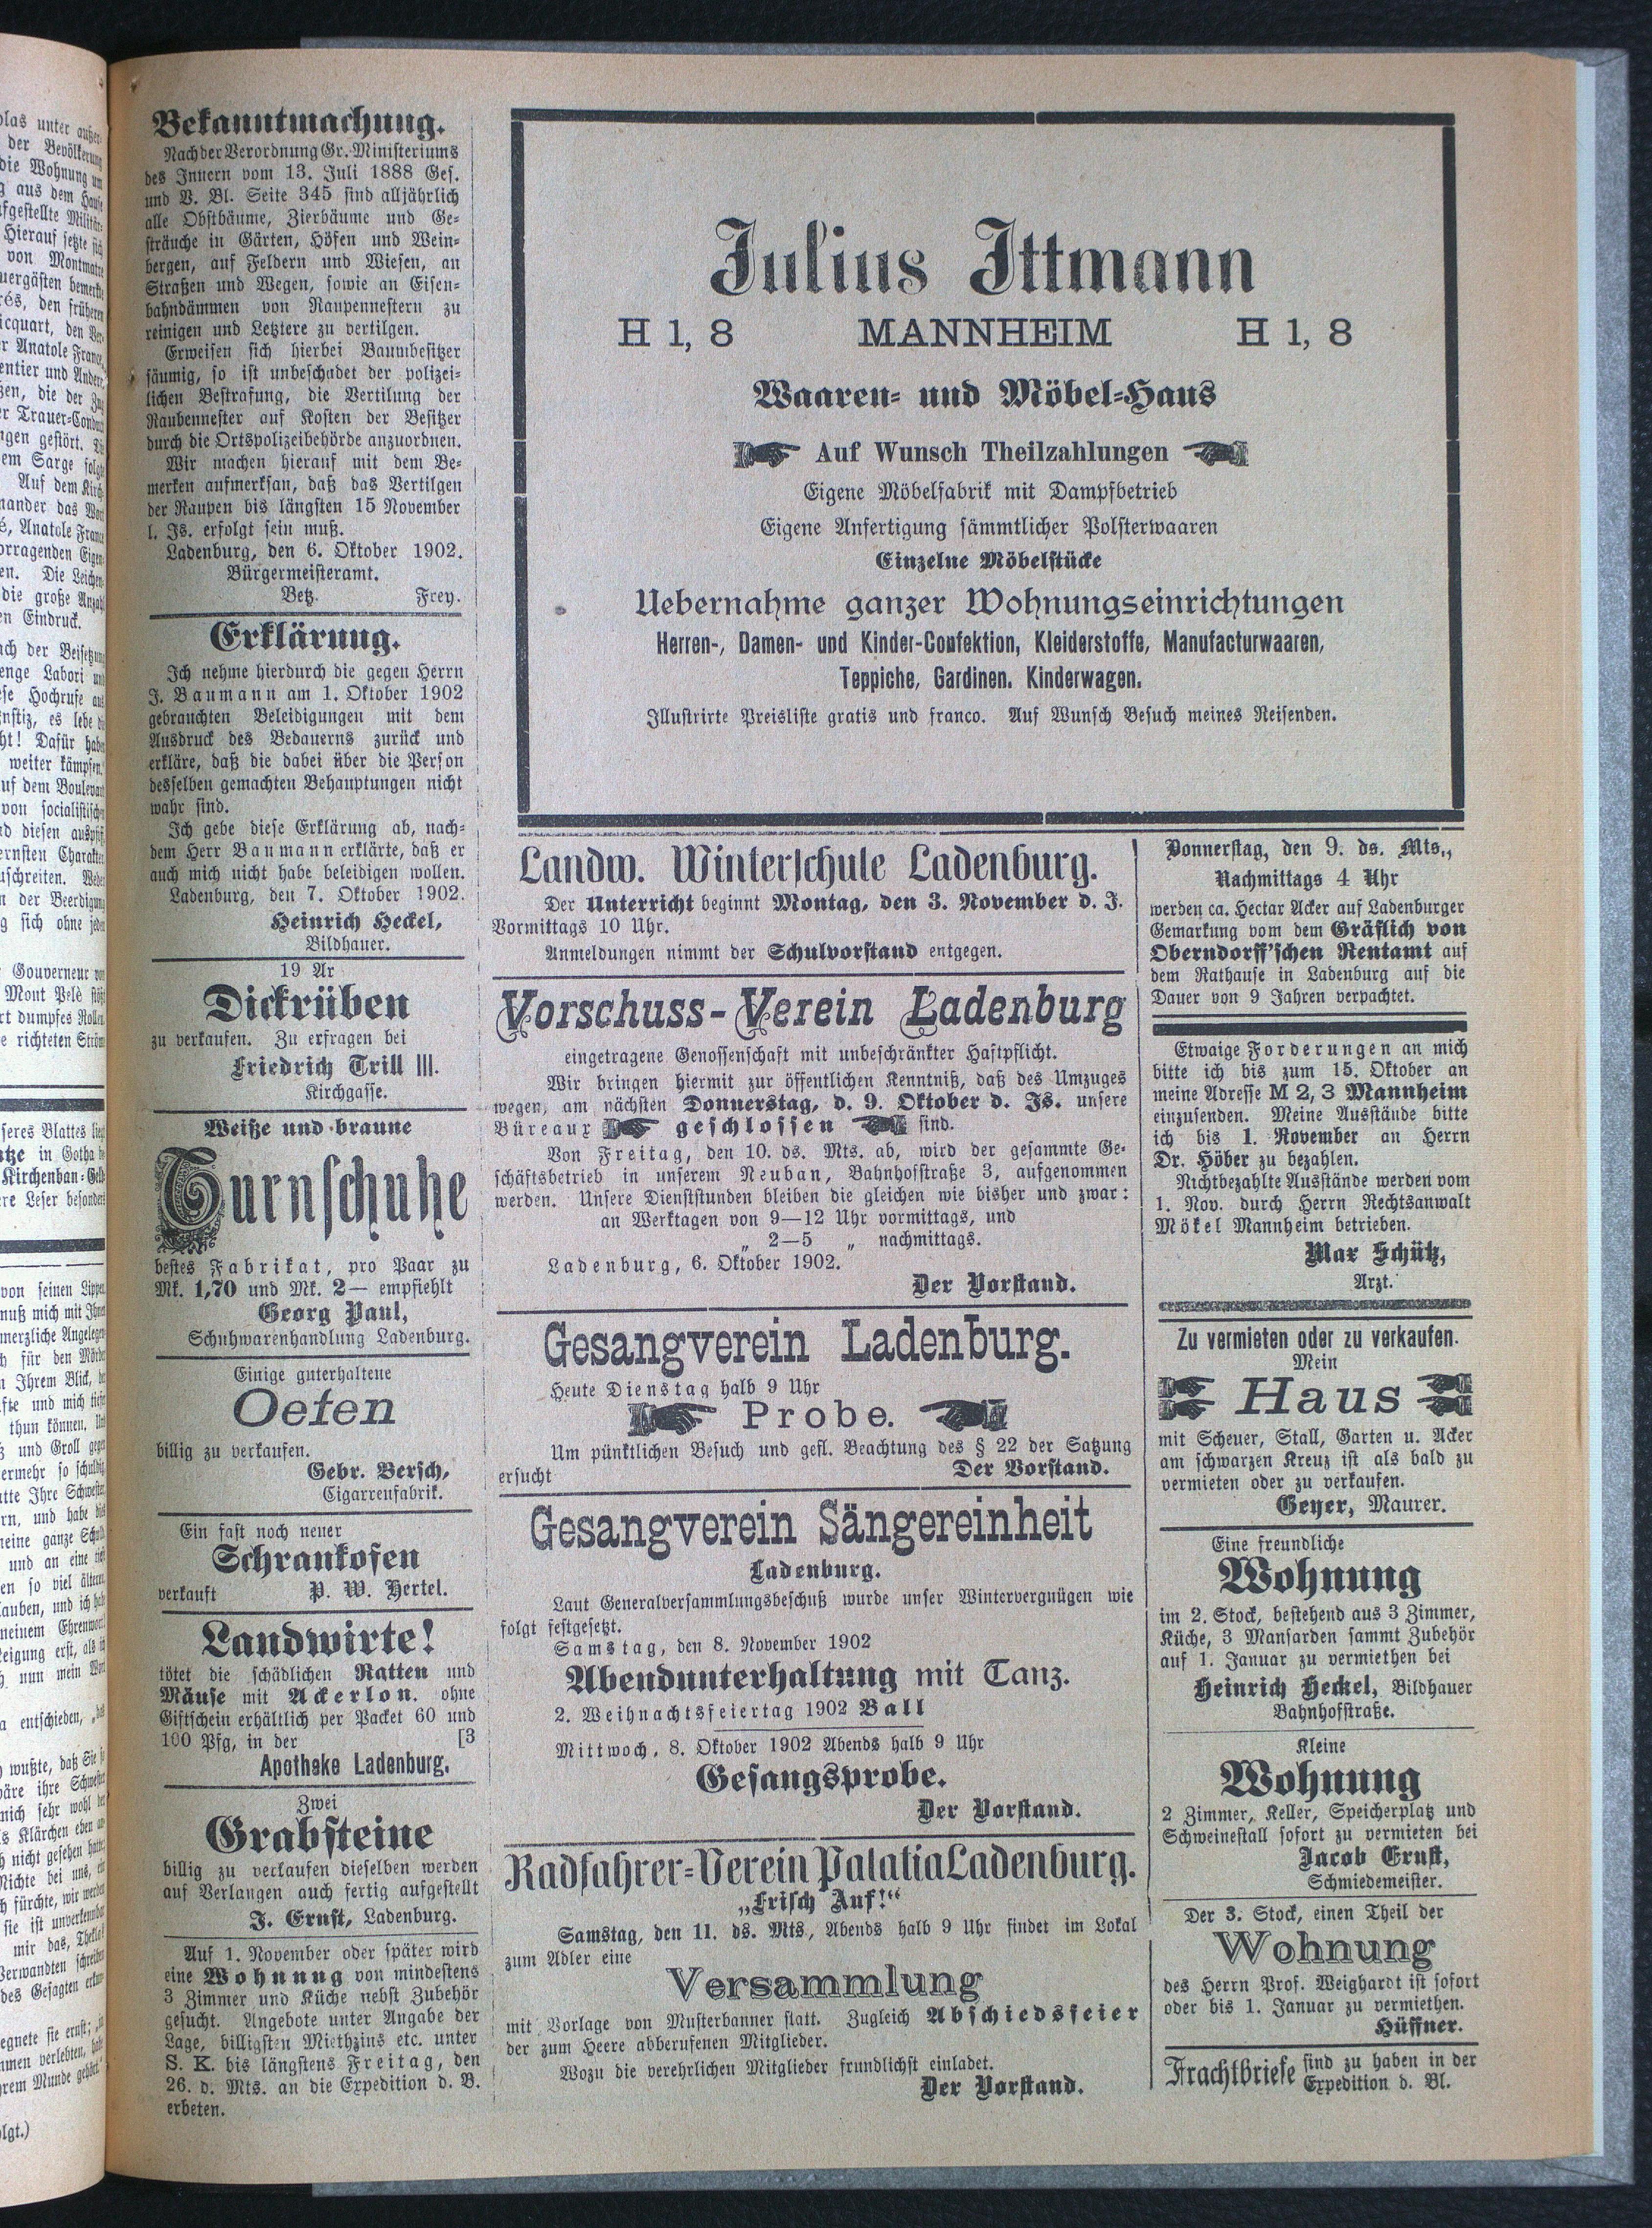 Bekanntmachung.
Nach der Verordnung Gr. Ministeriums
des Innern vom 13. Juli 1888 Ges.
und V. Bl. Seite 345 sind alljährlich
alle Obstbäume, Zierbäume und Ge-
sträuche in Gärten, Höfen und Wein-
bergen, auf Feldern und Wiesen, an
Straßen und Wegen, sowie an Eisen-
bahndämmen von Raupennestern zu
reinigen und Letztere zu vertilgen.
Erweisen sich hierbei Baumbesitzer
säumig, so ist unbeschadet der polizei-
lichen Bestrafung, die Vertilung der
Raubennester auf Kosten der Besitzer
durch die Ortspolizeibehörde anzuordnen.
Wir machen hierauf mit dem Be-
merken aufmerksan, daß das Vertilgen
der Raupen bis längsten 15 November
l. Js. erfolgt sein muß.
Ladenburg, den 6. Oktober 1902.
Bürgermeisteramt.
Betz. Frey.
Erklärung.
Ich nehme hierdurch die gegen Herrn
J. Baumann am 1. Oktober 1902
gebrauchten Beleidigungen mit dem
Ausdruck des Bedauerns zurück und
erkläre, daß die dabei über die Person
desselben gemachten Behauptungen nicht
wahr sind.
Ich gebe diese Erklärung ab, nach-
dem Herr Baumann erklärte, daß er
auch mich nicht habe beleidigen wollen.
Ladenburg, den 7. Oktober 1902.
Heinrich Heckel,
Bildhauer.
19 Ar
Dickrüben
zu verkaufen. Zu erfragen bei
Friedrich Trill III.
Kirchgasse.
Weiße und braune
Turnschuhe
bestes Fabrikat, pro Paar zu
Mk. 1,70 und Mk. 2— empfiehlt
Georg Paul,
Schuhwarenhandlung Ladenburg.
Einige guterhaltene
Oefen
billig zu verkaufen.
Gebr. Bersch,
Cigarrenfabrik.
Ein fast noch neuer
Schrankofen
verkauft P. W. Hertel.
Landwirte!
tötet die schädlichen Ratten und
Mäuse mit Ackerlon. ohne
Giftschein erhältlich per Packet 60 und
100 Pfg, in der [3
Apotheke Ladenburg.
Zwei
Grabsteine
billig zu verkaufen dieselben werden
auf Verlangen auch fertig aufgestellt
J. Ernst, Ladenburg.
Auf 1. November oder später wird
eine Wohnung von mindestens
3 Zimmer und Küche nebst Zubehör
gesucht. Angebote unter Angabe der
Lage, billigsten Miethzins etc. unter
S. K. bis längstens Freitag, den
26. d. Mts. an die Expedition d. B.
erbeten.
Julius Ittmann
H 1, 8 MANNHEIM H 1, 8
Waaren- und Möbel-Haus
Auf Wunsch Theilzahlungen
Eigene Möbelfabrik mit Dampfbetrieb
Eigene Anfertigung sämmtlicher Polsterwaaren
Einzelne Möbelstücke
Uebernahme ganzer Wohnungseinrichtungen
Herren-, Damen- und Kinder-Confektion, Kleiderstoffe, Manufacturwaaren,
Teppiche, Gardinen. Kinderwagen.
Illustrirte Preisliste gratis und franco. Auf Wunsch Besuch meines Reisenden.
Landw. Winterschule Ladenburg.
Der Unterricht beginnt Montag, den 3. November d. J.
Vormittags 10 Uhr.
Anmeldungen nimmt der Schulvorstand entgegen.
Vorschuss-Verein Ladenburg
eingetragene Genossenschaft mit unbeschränkter Haftpflicht.
Wir bringen hiermit zur öffentlichen Kenntniß, daß des Umzuges
wegen, am nächsten Donnerstag, d. 9. Oktober d. Js. unsere
Büreaux geschlossen sind.
Von Freitag, den 10. ds. Mts. ab, wird der gesammte Ge-
schäftsbetrieb in unserem Neubau, Bahnhofstraße 3, aufgenommen
werden. Unsere Dienststunden bleiben die gleichen wie bisher und zwar:
an Werktagen von 9—12 Uhr vormittags, und
„ 2—5 „ nachmittags.
Ladenburg, 6. Oktober 1902.
Der Vorstand.
Gesangverein Ladenburg.
Heute Dienstag halb 9 Uhr
Probe.
Um pünktlichen Besuch und gefl. Beachtung des § 22 der Satzung
ersucht Der Vorstand.
Gesangverein Sängereinheit
Ladenburg.
Laut Generalversammlungsbeschuß wurde unser Wintervergnügen wie
folgt festgesetzt.
Samstag, den 8. November 1902
Abendunterhaltung mit Tanz.
2. Weihnachtsfeiertag 1902 Ball
Mittwoch, 8. Oktober 1902 Abends halb 9 Uhr
Gesangsprobe.
Der Vorstand.
Radfahrer-Verein Palatia Ladenburg.
„Frisch Auf!“
Samstag, den 11. ds. Mts, Abends halb 9 Uhr findet im Lokal
zum Adler eine
Versammlung
mit Vorlage von Musterbanner statt. Zugleich Abschiedsfeier
der zum Heere abberufenen Mitglieder.
Wozu die verehrlichen Mitglieder frundlichst einladet.
Der Vorstand.
Donnerstag, den 9. ds. Mts.,
Nachmittags 4 Uhr
werden ca. Hectar Acker auf Ladenburger
Gemarkung vom dem Gräflich von
Oberndorff'schen Rentamt auf
dem Rathause in Ladenburg auf die
Dauer von 9 Jahren verpachtet.
Etwaige Forderungen an mich
bitte ich bis zum 15. Oktober an
meine Adresse M 2, 3 Mannheim
einzusenden. Meine Ausstände bitte
ich bis 1. November an Herrn
Dr. Höber zu bezahlen.
Nichtbezahlte Ausstände werden vom
1. Nov. durch Herrn Rechtsanwalt
Mökel Mannheim betrieben.
Max Schütz,
Arzt.
Zu vermieten oder zu verkaufen.
Mein
Haus
mit Scheuer, Stall, Garten u. Acker
am schwarzen Kreuz ist als bald zu
vermieten oder zu verkaufen.
Geyer, Maurer.
Eine freundliche
Wohnung
im 2. Stock, bestehend aus 3 Zimmer,
Küche, 3 Mansarden sammt Zubehör
auf 1. Januar zu vermiethen bei
Heinrich Heckel, Bildhauer
Bahnhofstraße.
Kleine
Wohnung
2 Zimmer, Keller, Speicherplatz und
Schweinestall sofort zu vermieten bei
Jacob Ernst,
Schmiedemeister.
Der 3. Stock, einen Theil der
Wohnung
des Herrn Prof. Weighardt ist sofort
oder bis 1. Januar zu vermiethen.
Hüffner.
Frachtbriefe sind zu haben in der
Expedition d. Bl.